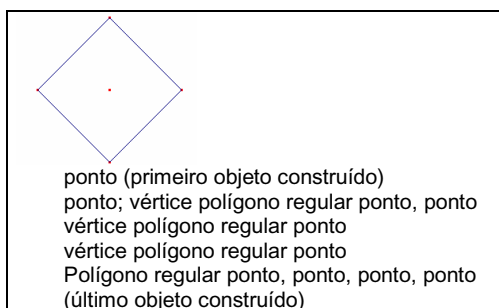 ponto (primeiro objeto construído)
ponto; vértice polígono regular ponto, ponto
vértice polígono regular ponto
vértice polígono regular ponto
Polígono regular ponto, ponto, ponto, ponto
(último objeto construído)